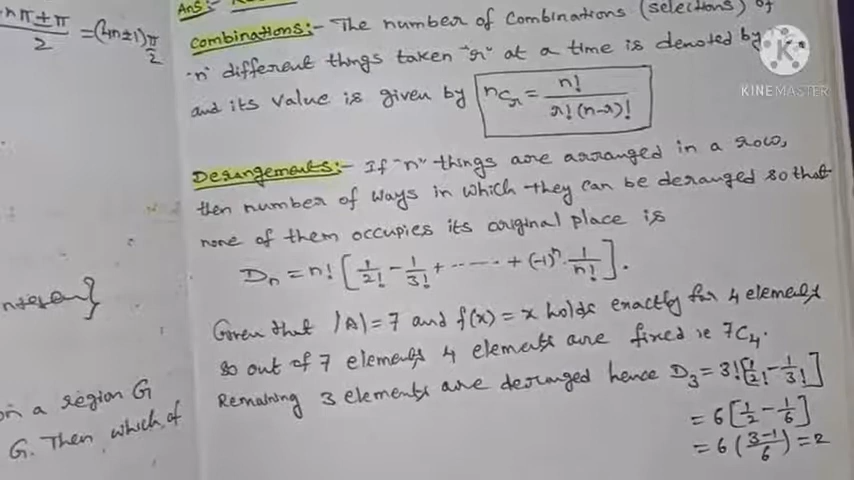 nπ ± π / 2 = (2n±1) π/2
Ans:-
Combinations:- The number of Combinations (selections) of
"n" different things taken "r" at a time is denoted by
and its value is given by nCr = n! / r!(n-r)!
Derangements:- If "n" things are arranged in a row,
then number of ways in which they can be deranged so that
none of them occupies its original place is
Dn = n! [ 1/2! - 1/3! + ------ + (-1)^n . 1/n! ].
Given that |A| = 7 and f(x) = x holds exactly for 4 elements
so out of 7 elements 4 elements are fixed ie 7C4.
Remaining 3 elements are deranged hence D3 = 3! [ 1/2! - 1/3! ]
= 6 [ 1/2 - 1/6 ]
= 6 ( 3-1 / 6 ) = 2
on a region G
G. Then which of
KINEMASTER